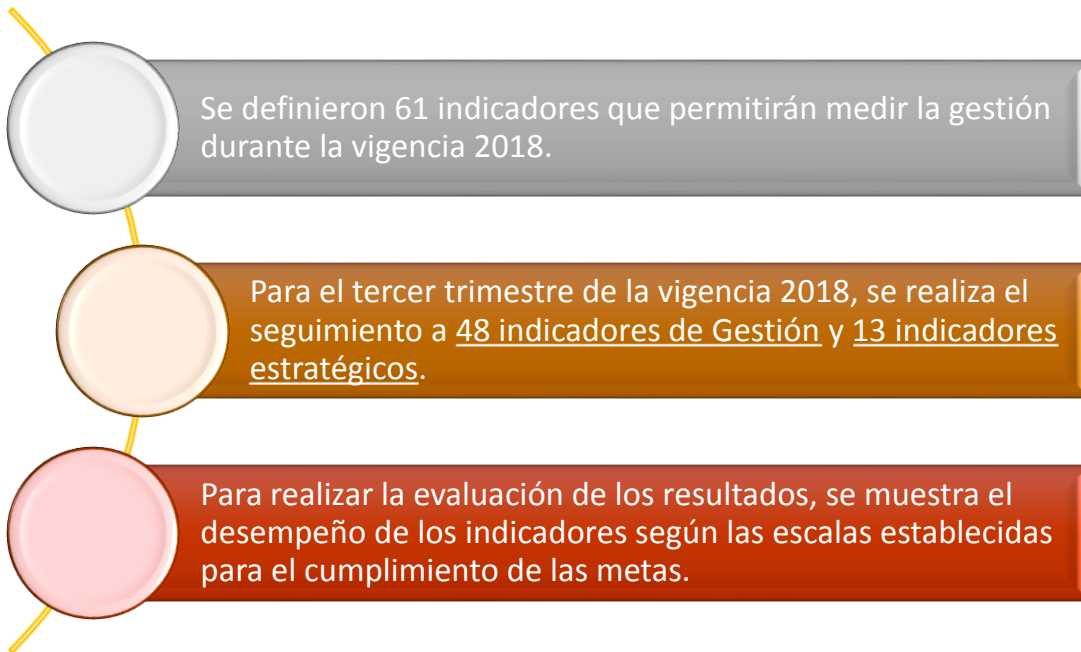 Se definieron 61 indicadores que permitirán medir la gestión
durante la vigencia 2018.
Para el tercer trimestre de la vigencia 2018, se realiza el
seguimiento a 48 indicadores de Gestión y 13 indicadores
estratégicos.
Para realizar la evaluación de los resultados, se muestra el
desempeño de los indicadores según las escalas establecidas
para el cumplimiento de las metas.